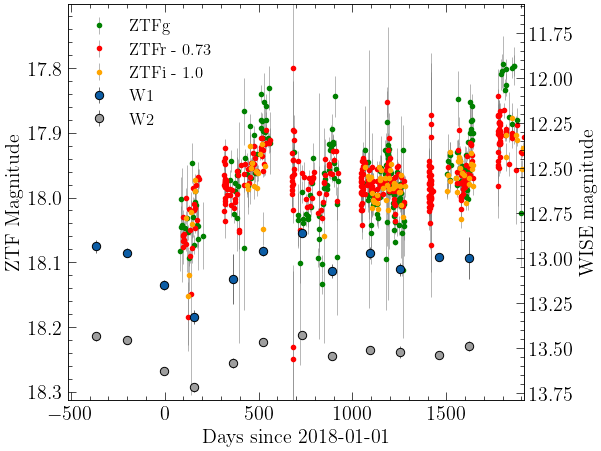 ZTFg
ZTFr - 0.73
ZTFi - 1.0
W1
W2
17.8
17.9
18.0
18.1
18.2
18.3
ZTF Magnitude
11.75
12.00
12.25
12.50
12.75
13.00
13.25
13.50
13.75
WISE magnitude
−500 0 500 1000 1500
Days since 2018-01-01